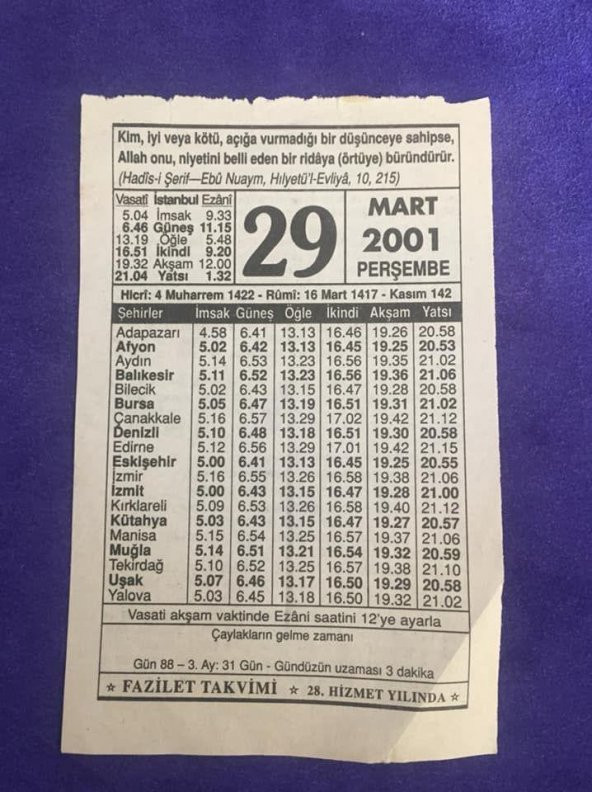 Kim, iyi veya kötü, açığa vurmadığı bir düşünceye sahipse,
Allah onu, niyetini belli eden bir ridâya (örtüye) büründürür.
(Hadîs-i Şerif—Ebû Nuaym, Hılyetü'l-Evliyâ, 10, 215)
Vasatî İstanbul Ezânî
5.04 İmsak 9.33
6.46 Güneş 11.15
13.19 Öğle 5.48
16.51 İkindi 9.20
19.32 Akşam 12.00
21.04 Yatsı 1.32
29
MART
2001
PERŞEMBE
Hicrî: 4 Muharrem 1422 - Rûmî: 16 Mart 1417 - Kasım 142
Şehirler İmsak Güneş Öğle İkindi Akşam Yatsı
Adapazarı 4.58 6.41 13.13 16.46 19.26 20.58
Afyon 5.02 6.42 13.13 16.45 19.25 20.53
Aydın 5.14 6.53 13.23 16.56 19.35 21.02
Balıkesir 5.11 6.52 13.23 16.56 19.36 21.06
Bilecik 5.02 6.43 13.15 16.47 19.28 20.58
Bursa 5.05 6.47 13.19 16.51 19.31 21.02
Çanakkale 5.16 6.57 13.29 17.02 19.42 21.12
Denizli 5.10 6.48 13.18 16.51 19.30 20.58
Edirne 5.12 6.56 13.29 17.01 19.42 21.15
Eskişehir 5.00 6.41 13.13 16.45 19.25 20.55
İzmir 5.16 6.55 13.26 16.58 19.38 21.06
İzmit 5.00 6.43 13.15 16.47 19.28 21.00
Kırklareli 5.09 6.53 13.26 16.58 19.40 21.12
Kütahya 5.03 6.43 13.15 16.47 19.27 20.57
Manisa 5.15 6.54 13.25 16.57 19.37 21.06
Muğla 5.14 6.51 13.21 16.54 19.32 20.59
Tekirdağ 5.10 6.52 13.25 16.57 19.38 21.10
Uşak 5.07 6.46 13.17 16.50 19.29 20.58
Yalova 5.03 6.45 13.18 16.50 19.32 21.02
Vasati akşam vaktinde Ezâni saatini 12'ye ayarla
Çaylakların gelme zamanı
Gün 88 – 3. Ay: 31 Gün - Gündüzün uzaması 3 dakika
☆ FAZİLET TAKVİMİ ☆ 28. HİZMET YILINDA ☆